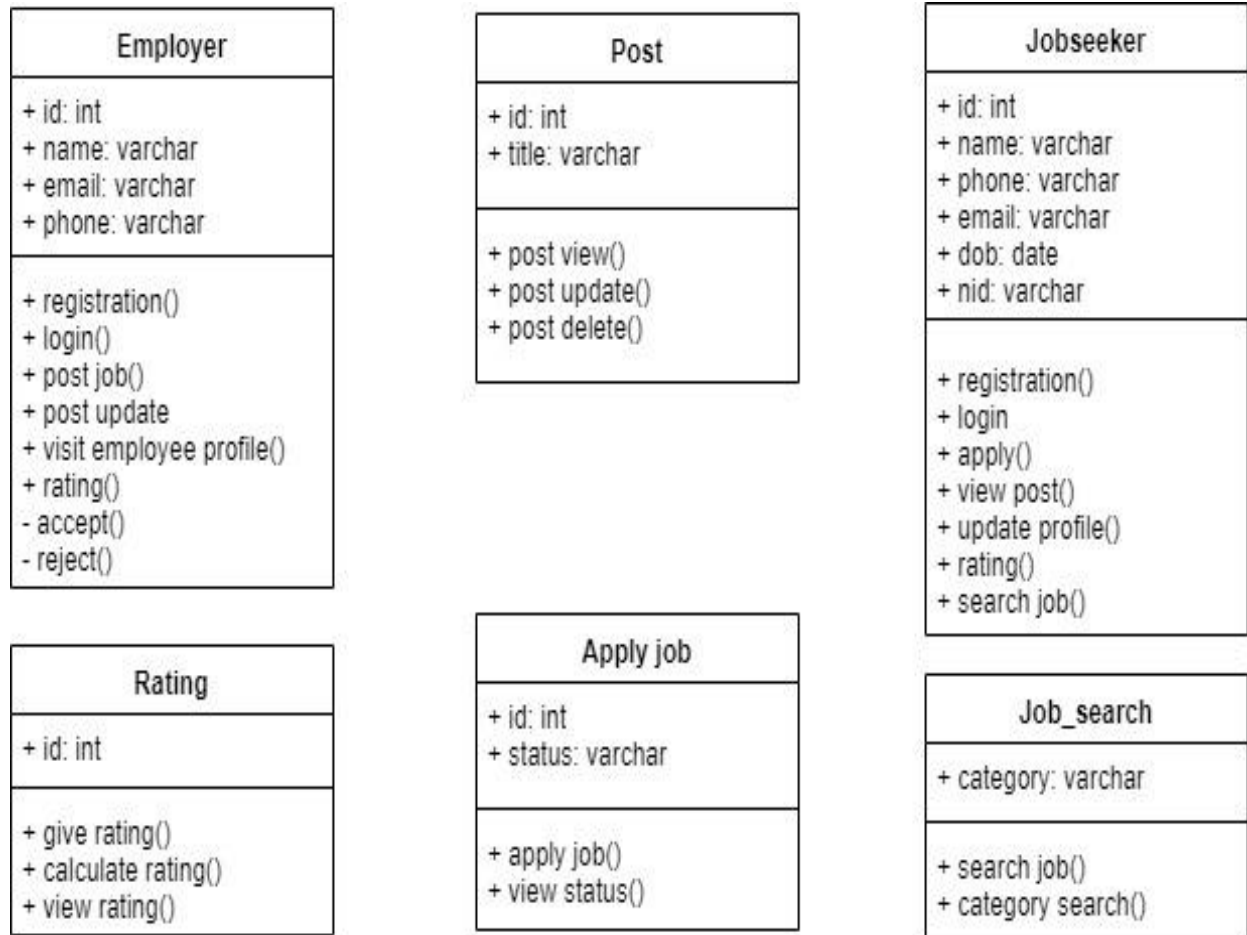 Employer
+ id: int
+ name: varchar
+ email: varchar
+ phone: varchar
+ registration()
+ login()
+ post job()
+ post update
+ visit employee profile()
+ rating()
- accept()
- reject()
Post
+ id: int
+ title: varchar
+ post view()
+ post update()
+ post delete()
Jobseeker
+ id: int
+ name: varchar
+ phone: varchar
+ email: varchar
+ dob: date
+ nid: varchar
+ registration()
+ login
+ apply()
+ view post()
+ update profile()
+ rating()
+ search job()
Rating
+ id: int
+ give rating()
+ calculate rating()
+ view rating()
Apply job
+ id: int
+ status: varchar
+ apply job()
+ view status()
Job_search
+ category: varchar
+ search job()
+ category search()